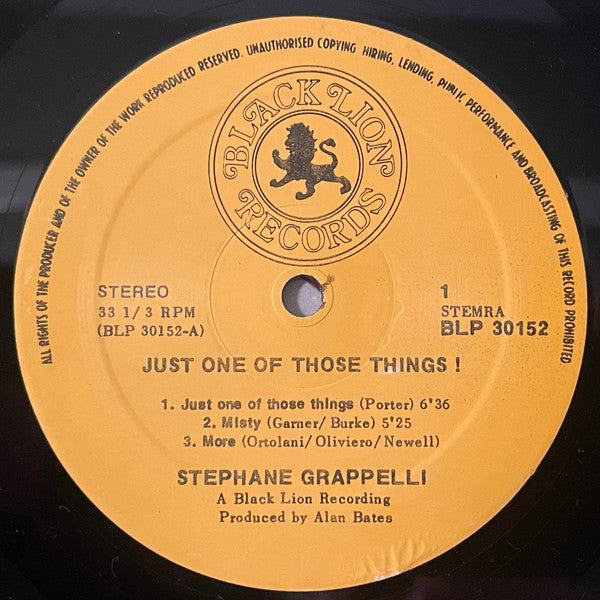 ALL RIGHTS OF THE PRODUCER AND OF THE OWNER OF THE WORK REPRODUCED RESERVED. UNAUTHORISED COPYING, HIRING, LENDING, PUBLIC PERFORMANCE AND BROADCASTING OF THIS RECORD PROHIBITED
BLACK LION
RECORDS
STEREO
33 1/3 RPM
(BLP 30152-A)
1
STEMRA
BLP 30152
JUST ONE OF THOSE THINGS !
1. Just one of those things (Porter) 6'36
2. Misty (Garner/ Burke) 5'25
3. More (Ortolani/Oliviero/Newell)
STEPHANE GRAPPELLI
A Black Lion Recording
Produced by Alan Bates